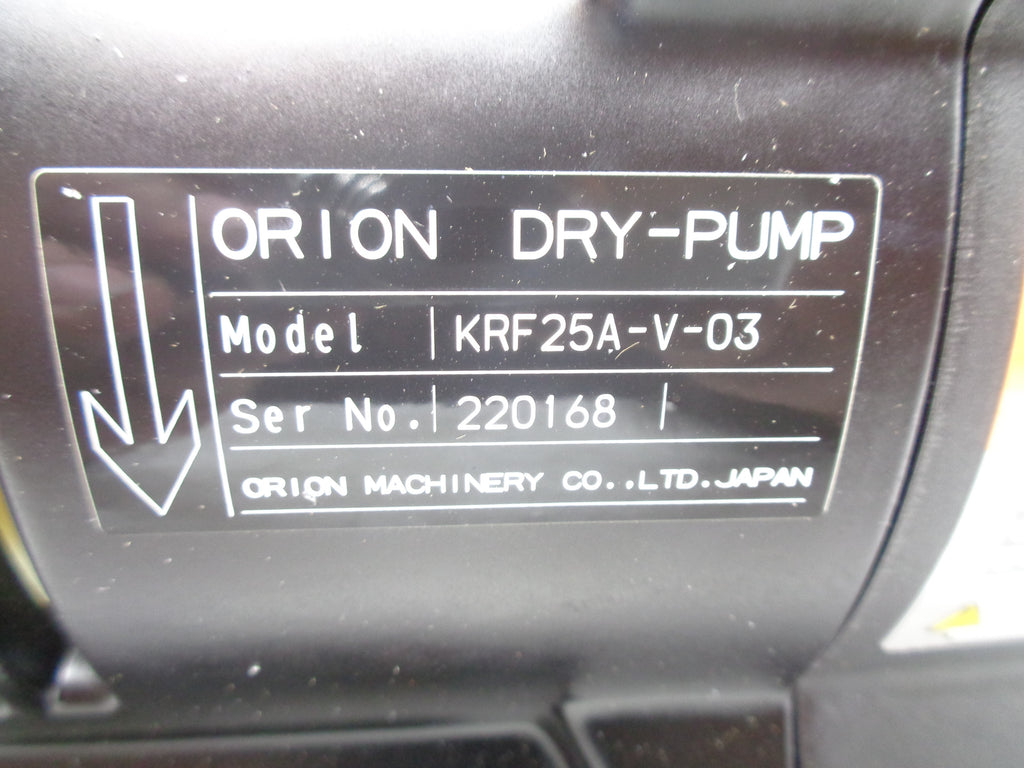 ORION DRY-PUMP
Model KRF25A-V-03
Ser No. 220168
ORION MACHINERY CO.,LTD.JAPAN